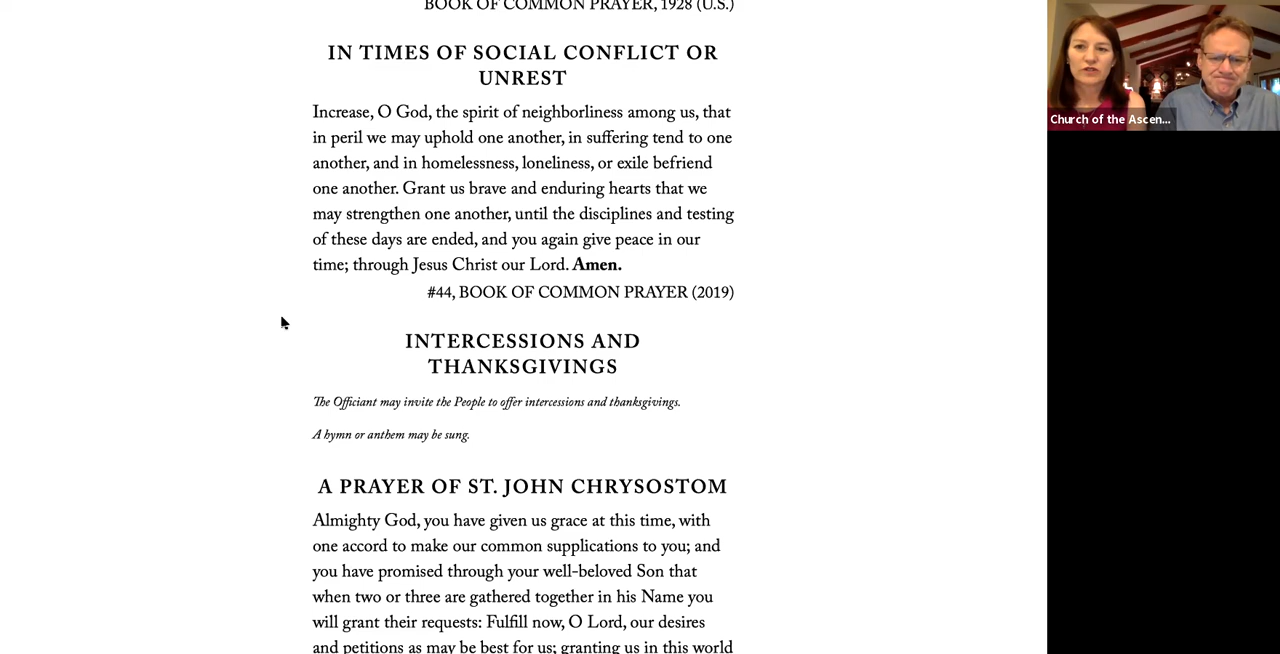 BOOK OF COMMON PRAYER, 1928 (U.S.)
IN TIMES OF SOCIAL CONFLICT OR
UNREST
Increase, O God, the spirit of neighborliness among us, that
in peril we may uphold one another, in suffering tend to one
another, and in homelessness, loneliness, or exile befriend
one another. Grant us brave and enduring hearts that we
may strengthen one another, until the disciplines and testing
of these days are ended, and you again give peace in our
time; through Jesus Christ our Lord. Amen.
#44, BOOK OF COMMON PRAYER (2019)
INTERCESSIONS AND
THANKSGIVINGS
The Officiant may invite the People to offer intercessions and thanksgivings.
A hymn or anthem may be sung.
A PRAYER OF ST. JOHN CHRYSOSTOM
Almighty God, you have given us grace at this time, with
one accord to make our common supplications to you; and
you have promised through your well-beloved Son that
when two or three are gathered together in his Name you
will grant their requests: Fulfill now, O Lord, our desires
and petitions as may be best for us; granting us in this world
Church of the Ascen...